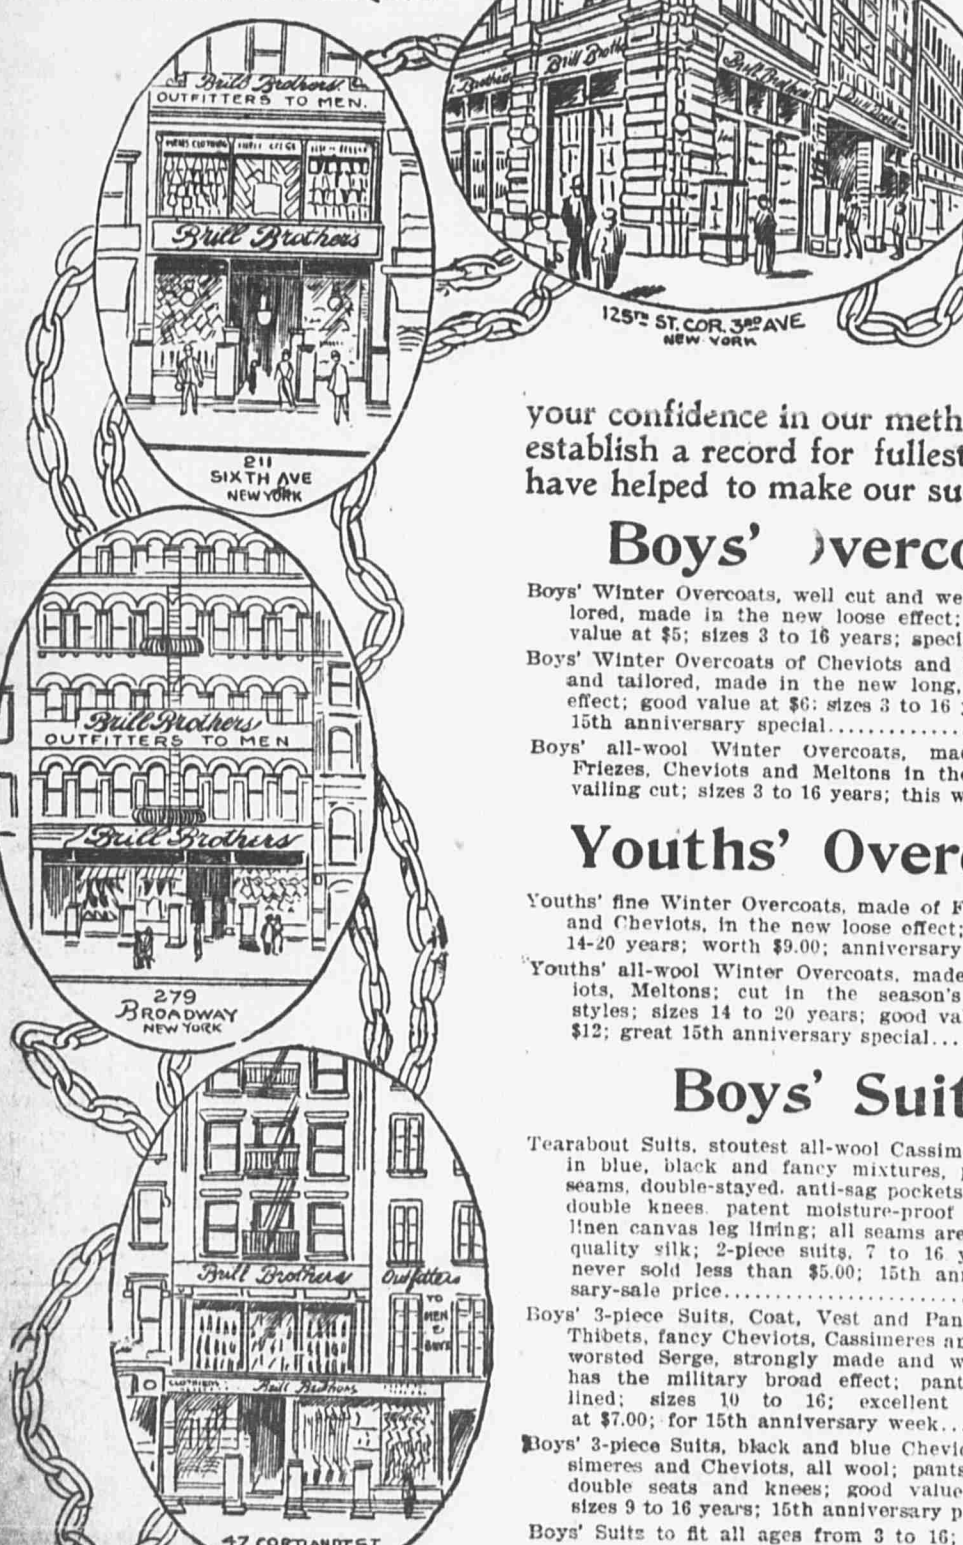 Brill Brothers
OUTFITTERS TO MEN.
MENS CLOTHING
Brill Brothers
211
SIXTH AVE
NEW YORK
Brothers
Brill Broth
Brill Brothers
125TH ST. COR. 3RD AVE
NEW YORK
Brill Brothers
OUTFITTERS TO MEN
Brill Brothers
279
BROADWAY
NEW YORK
Brill Brothers
Outfitters
TO
MEN
&
BOYS
CLOTHIERS
Brill Brothers
47 CORTLANDT ST
your confidence in our meth
establish a record for fullest
have helped to make our su
Boys' verco
Boys' Winter Overcoats, well cut and we
lored, made in the new loose effect;
value at $5; sizes 3 to 16 years; speci
Boys' Winter Overcoats of Cheviots and
and tailored, made in the new long,
effect; good value at $6; sizes 3 to 16
15th anniversary special.............
Boys' all-wool Winter Overcoats, mad
Friezes, Cheviots and Meltons in the
vailing cut; sizes 3 to 16 years; this w
Youths' Overc
Youths' fine Winter Overcoats, made of F
and Cheviots, in the new loose effect;
14-20 years; worth $9.00; anniversary
Youths' all-wool Winter Overcoats, made
iots, Meltons; cut in the season's
styles; sizes 14 to 20 years; good va
$12; great 15th anniversary special...
Boys' Suit
Tearabout Suits, stoutest all-wool Cassim
in blue, black and fancy mixtures,
seams, double-stayed, anti-sag pockets
double knees, patent moisture-proof
linen canvas leg lining; all seams are
quality silk; 2-piece suits, 7 to 16 y
never sold less than $5.00; 15th ann
sary-sale price......................
Boys' 3-piece Suits, Coat, Vest and Pan
Thibets, fancy Cheviots, Cassimeres an
worsted Serge, strongly made and w
has the military broad effect; pant
lined; sizes 10 to 16; excellent
at $7.00; for 15th anniversary week..
Boys' 3-piece Suits, black and blue Chevio
simeres and Cheviots, all wool; pants
double seats and knees; good value
sizes 9 to 16 years; 15th anniversary p
Boys' Suits to fit all ages from 3 to 16;